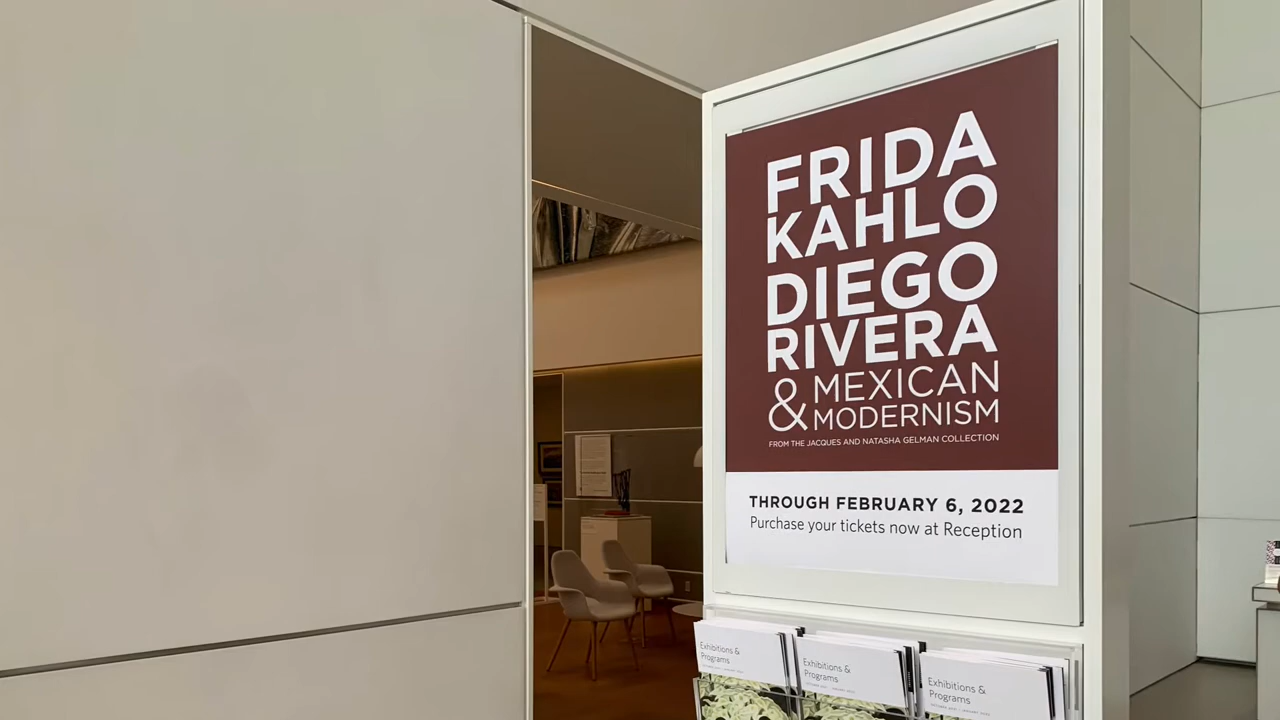 FRIDA
KAHLO
DIEGO
RIVERA
& MEXICAN
MODERNISM
FROM THE JACQUES AND NATASHA GELMAN COLLECTION
THROUGH FEBRUARY 6, 2022
Purchase your tickets now at Reception
Exhibitions &
Programs
Exhibitions &
Programs
Exhibitions &
Programs